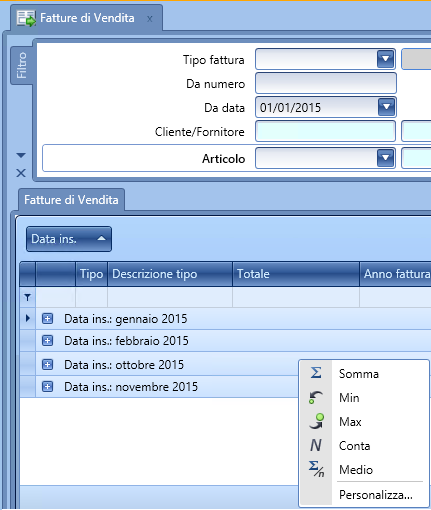 Fatture di Vendita x
Filtro
Tipo fattura
Da numero
Da data 01/01/2015
Cliente/Fornitore
Articolo
Fatture di Vendita
Data ins.
Tipo Descrizione tipo Totale Anno fattura
Data ins.: gennaio 2015
Data ins.: febbraio 2015
Data ins.: ottobre 2015
Data ins.: novembre 2015
Σ Somma
Min
Max
N Conta
Σ/n Medio
Personalizza...